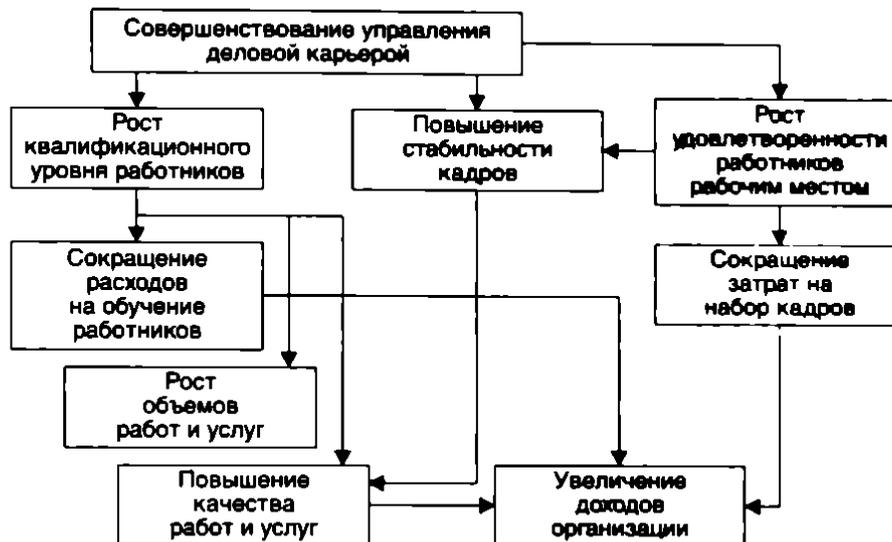 Совершенствование управления
деловой карьерой
Рост
квалификационного
уровня работников
Повышение
стабильности
кадров
Рост
удовлетворенности
работников
рабочим местом
Сокращение
расходов
на обучение
работников
Сокращение
затрат на
набор кадров
Рост
объемов
работ и услуг
Повышение
качества
работ и услуг
Увеличение
доходов
организации